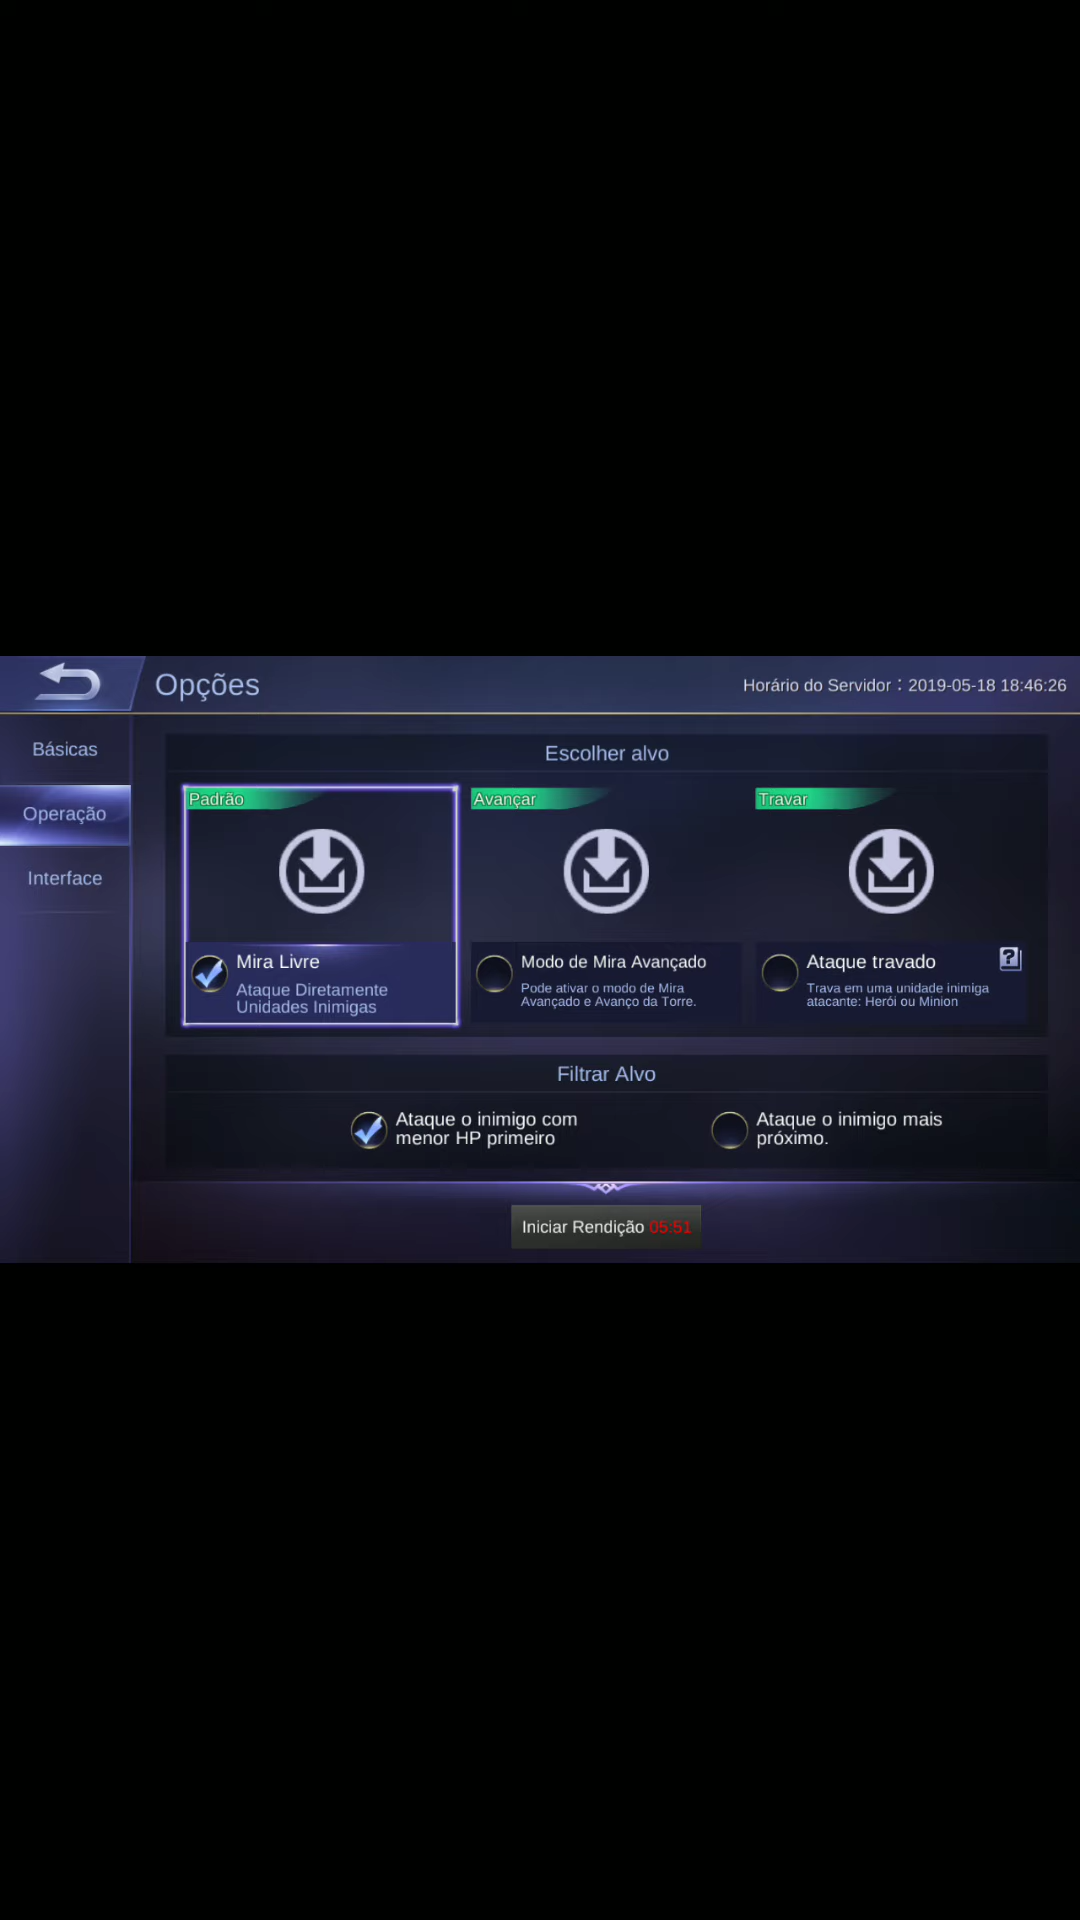 Opções
Horário do Servidor : 2019-05-18 18:46:26
Básicas
Operação
Interface
Escolher alvo
Padrão
Mira Livre
Ataque Diretamente
Unidades Inimigas
Avançar
Modo de Mira Avançado
Pode ativar o modo de Mira
Avançado e Avanço da Torre.
Travar
Ataque travado
Trava em uma unidade inimiga
atacante: Herói ou Minion
Filtrar Alvo
Ataque o inimigo com
menor HP primeiro
Ataque o inimigo mais
próximo.
Iniciar Rendição 05:51